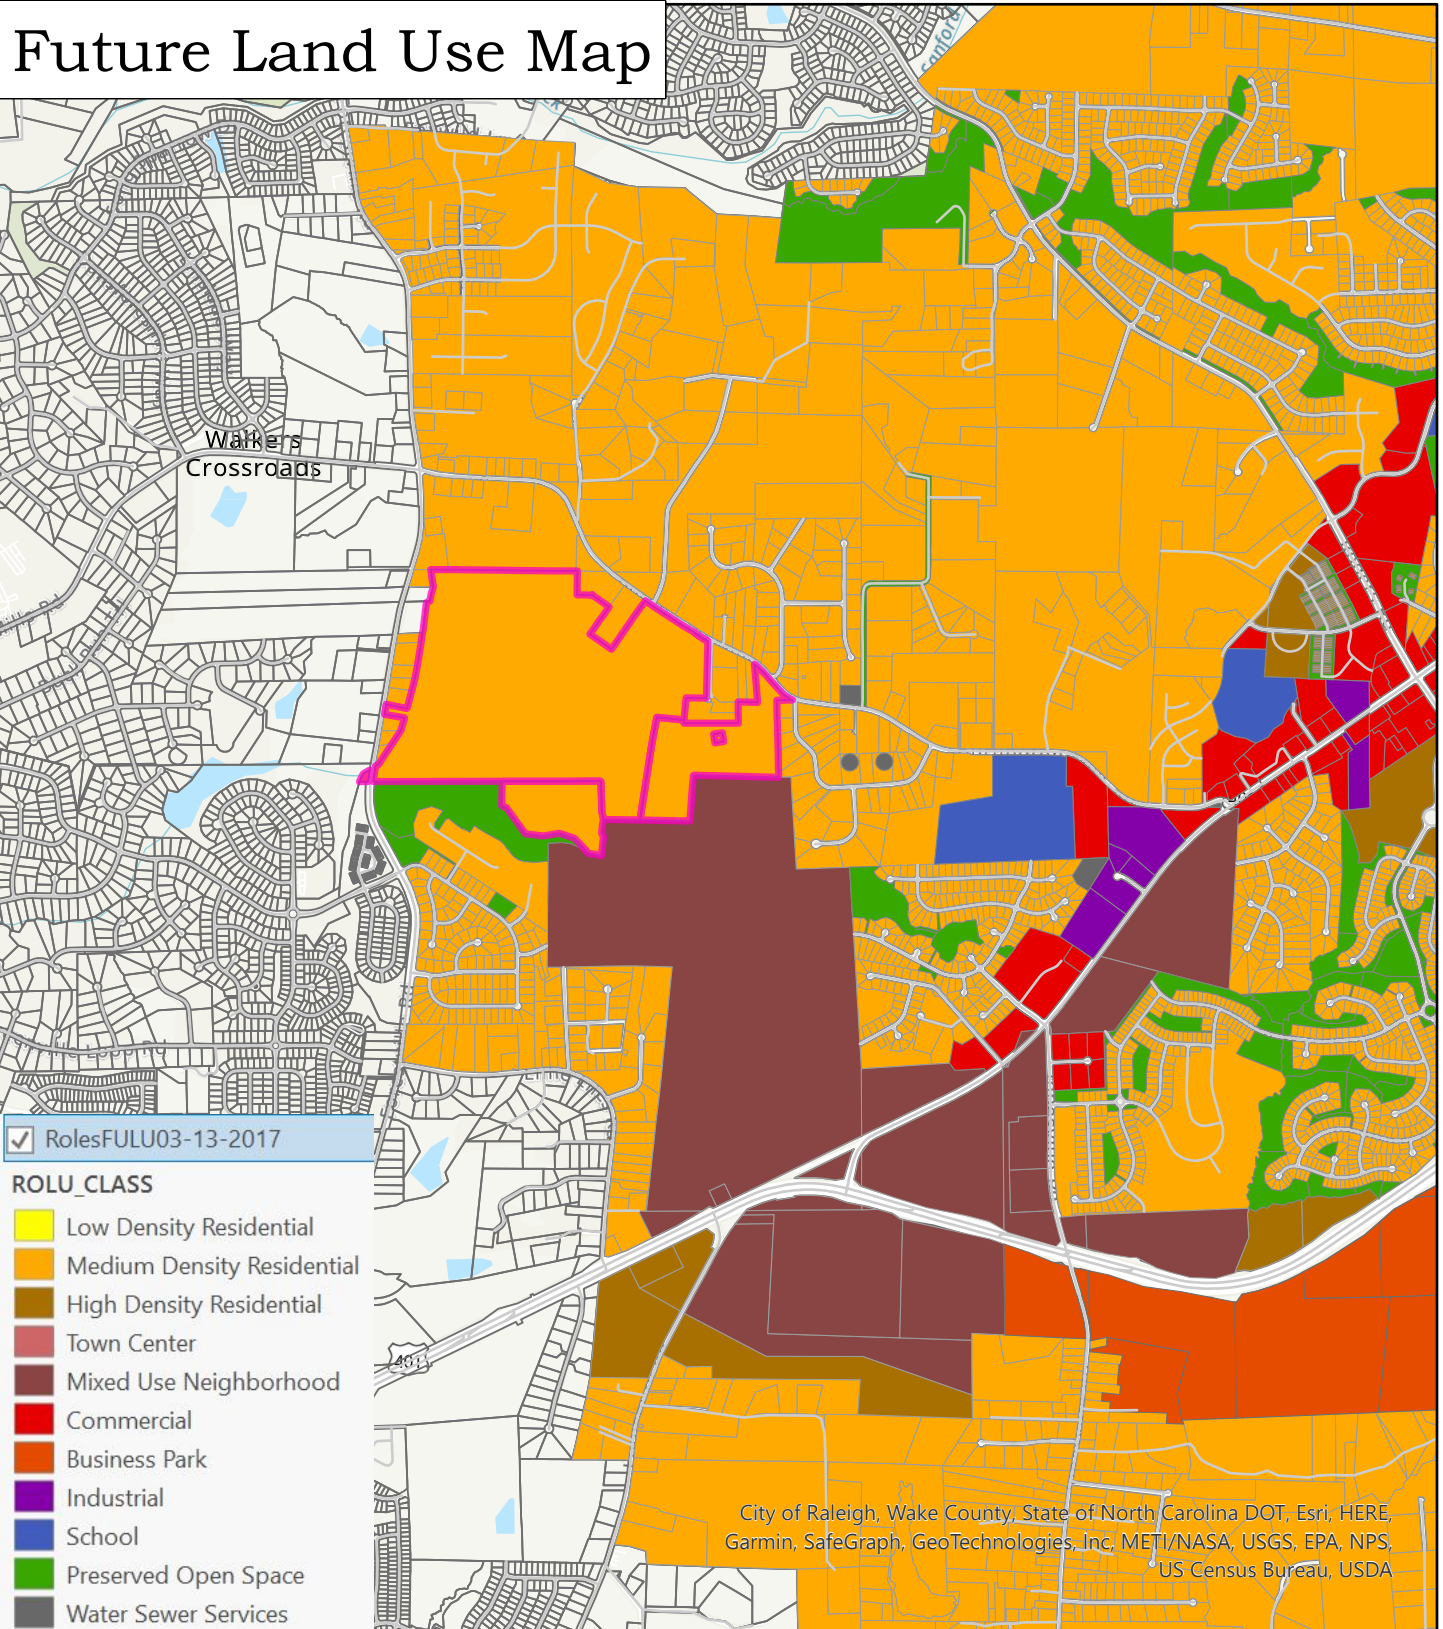 Future Land Use Map
Sanford
Walkers
Crossroads
RolesFULU03-13-2017
ROLU_CLASS
Low Density Residential
Medium Density Residential
High Density Residential
Town Center
Mixed Use Neighborhood
Commercial
Business Park
Industrial
School
Preserved Open Space
Water Sewer Services
401
City of Raleigh, Wake County, State of North Carolina DOT, Esri, HERE,
Garmin, SafeGraph, GeoTechnologies, Inc, METI/NASA, USGS, EPA, NPS,
US Census Bureau, USDA